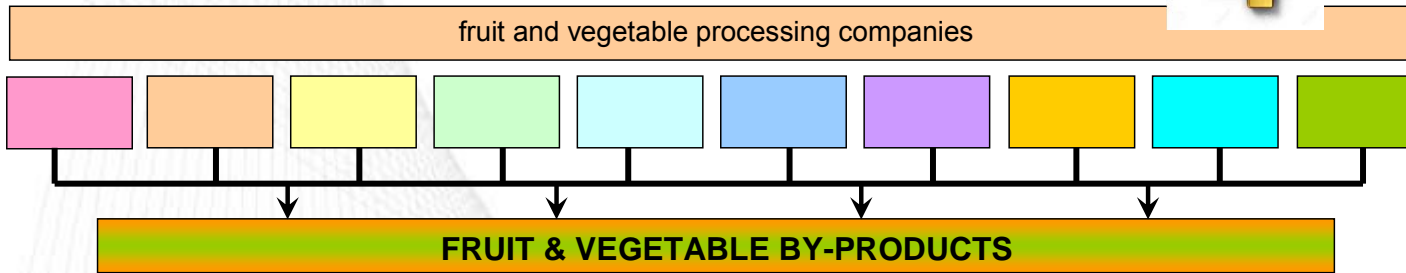 fruit and vegetable processing companies
FRUIT & VEGETABLE BY-PRODUCTS